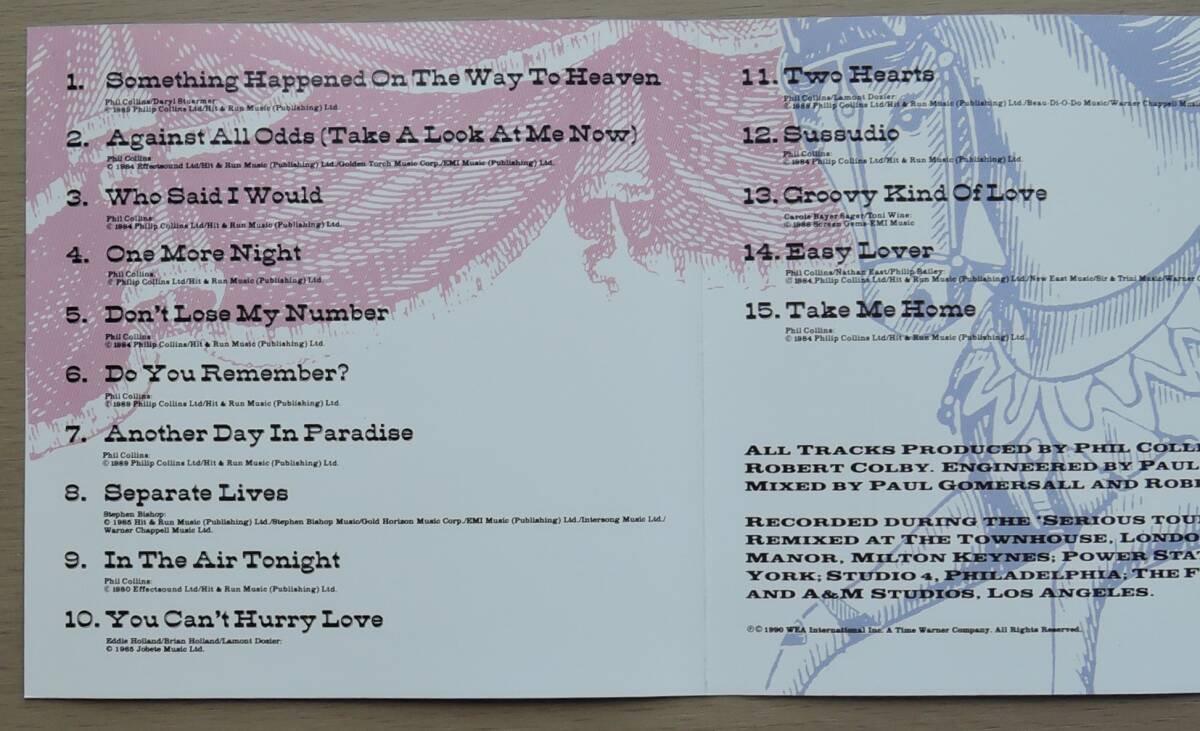 1. Something Happened On The Way To Heaven
Phil Collins/Daryl Stuermer:
© 1989 Philip Collins Ltd/Hit & Run Music (Publishing) Ltd.
2. Against All Odds (Take A Look At Me Now)
Phil Collins:
© 1984 Effectsound Ltd/Hit & Run Music (Publishing) Ltd./Golden Torch Music Corp./EMI Music (Publishing) Ltd.
3. Who Said I Would
Phil Collins:
© 1984 Philip Collins Ltd/Hit & Run Music (Publishing) Ltd.
4. One More Night
Phil Collins:
© Philip Collins Ltd/Hit & Run Music (Publishing) Ltd.
5. Don't Lose My Number
Phil Collins:
© 1984 Philip Collins/Hit & Run Music (Publishing) Ltd.
6. Do You Remember?
Phil Collins:
© 1989 Philip Collins Ltd/Hit & Run Music (Publishing) Ltd.
7. Another Day In Paradise
Phil Collins:
© 1989 Philip Collins Ltd/Hit & Run Music (Publishing) Ltd.
8. Separate Lives
Stephen Bishop:
© 1985 Hit & Run Music (Publishing) Ltd./Stephen Bishop Music/Gold Horizon Music Corp./EMI Music (Publishing) Ltd./Intersong Music Ltd./
Warner Chappell Music Ltd.
9. In The Air Tonight
Phil Collins:
© 1980 Effectsound Ltd/Hit & Run Music (Publishing) Ltd.
10. You Can't Hurry Love
Eddie Holland/Brian Holland/Lamont Dozier:
© 1965 Jobete Music Ltd.
11. Two Hearts
Phil Collins/Lamont Dozier:
© 1988 Philip Collins Ltd/Hit & Run Music (Publishing) Ltd./Beau-Di-O-Do Music/Warner Chappell
12. Sussudio
Phil Collins:
© 1984 Philip Collins Ltd/Hit & Run Music (Publishing) Ltd.
13. Groovy Kind Of Love
Carole Bayer Sager/Toni Wine:
© 1966 Screen Gems-EMI Music
14. Easy Lover
Phil Collins/Nathan East/Philip Bailey:
© 1984 Philip Collins Ltd/Hit & Run Music (Publishing) Ltd/New East Music/Sir & Trini Music/Warner
15. Take Me Home
Phil Collins:
© 1984 Philip Collins Ltd/Hit & Run Music (Publishing) Ltd.
All Tracks Produced by Phil
Robert Colby. Engineered by Paul
Mixed by Paul Gomersall and
Recorded during the 'Serious
Remixed at The Townhouse,
Manor, Milton Keynes; Power
York; Studio 4, Philadelphia; The
and A&M Studios, Los Angeles.
℗© 1990 WEA International Inc. A Time Warner Company. All Rights Reserved.